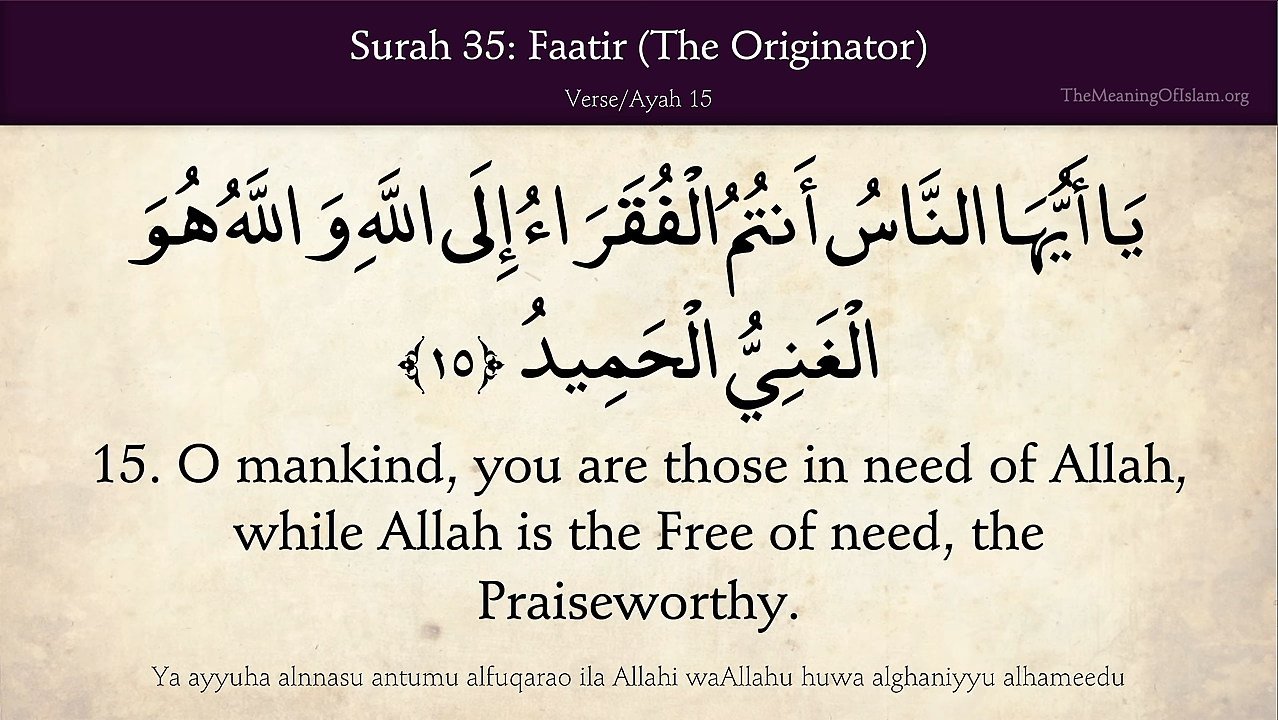 Surah 35: Faatir (The Originator)
Verse/Ayah 15
TheMeaningOfIslam.org
يَا أَيُّهَا النَّاسُ أَنتُمُ الْفُقَرَاءُ إِلَى اللَّهِ وَاللَّهُ هُوَ
الْغَنِيُّ الْحَمِيدُ ﴿١٥﴾
15. O mankind, you are those in need of Allah,
while Allah is the Free of need, the
Praiseworthy.
Ya ayyuha alnnasu antumu alfuqarao ila Allahi waAllahu huwa alghaniyyu alhameedu